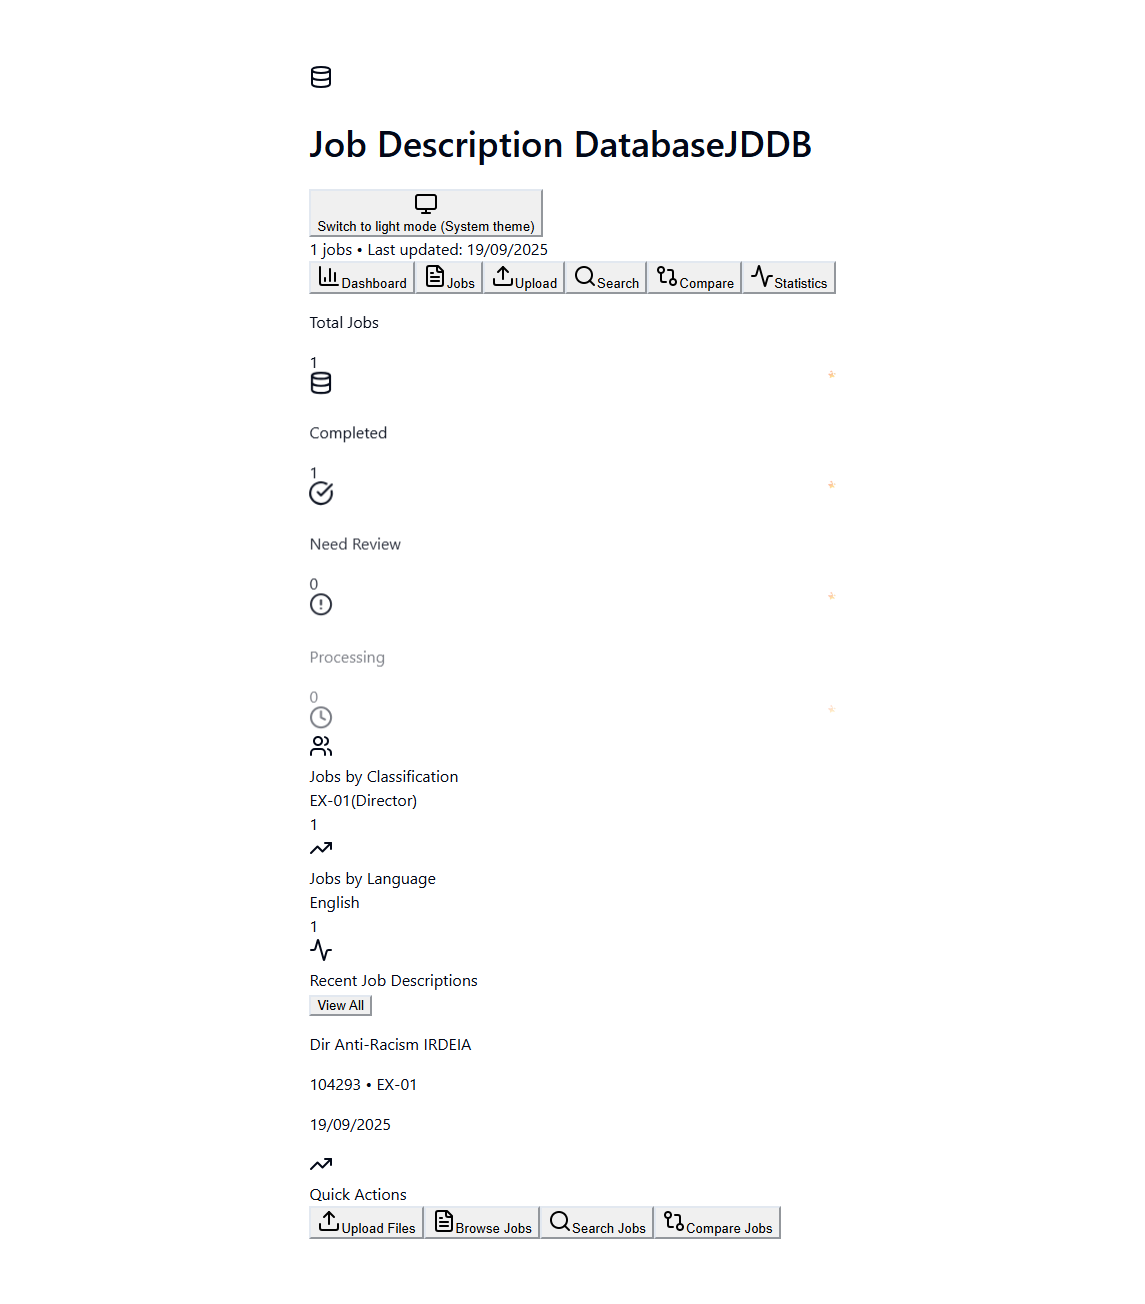 Job Description DatabaseJDDB
Switch to light mode (System theme)
1 jobs • Last updated: 19/09/2025
Dashboard Jobs Upload Search Compare Statistics
Total Jobs
1
Completed
1
Need Review
0
Processing
0
Jobs by Classification
EX-01(Director)
1
Jobs by Language
English
1
Recent Job Descriptions
View All
Dir Anti-Racism IRDEIA
104293 • EX-01
19/09/2025
Quick Actions
Upload Files Browse Jobs Search Jobs Compare Jobs